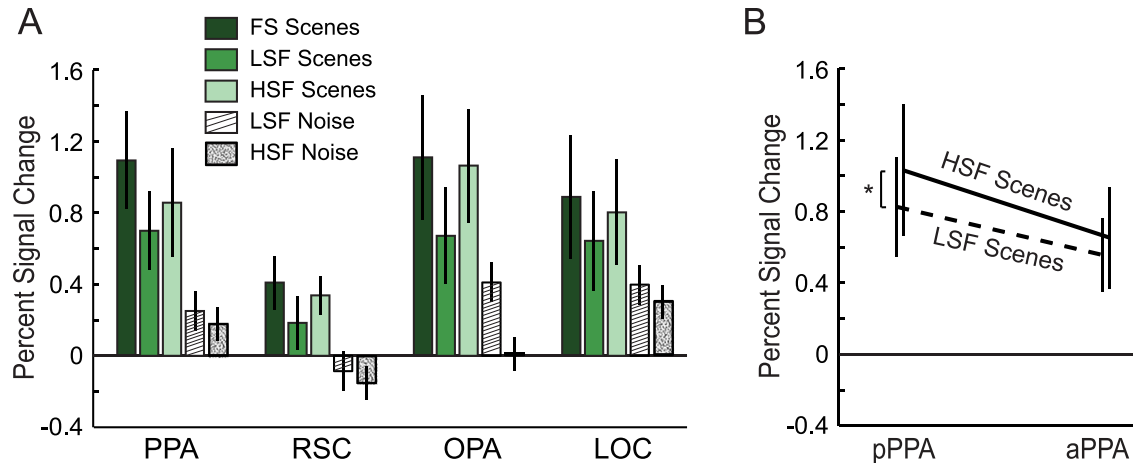 A
FS Scenes
LSF Scenes
HSF Scenes
LSF Noise
HSF Noise
Percent Signal Change
1.6
1.2
0.8
0.4
0
-0.4
PPA
RSC
OPA
LOC
B
Percent Signal Change
1.6
1.2
0.8
0.4
0
-0.4
*
HSF Scenes
LSF Scenes
pPPA
aPPA